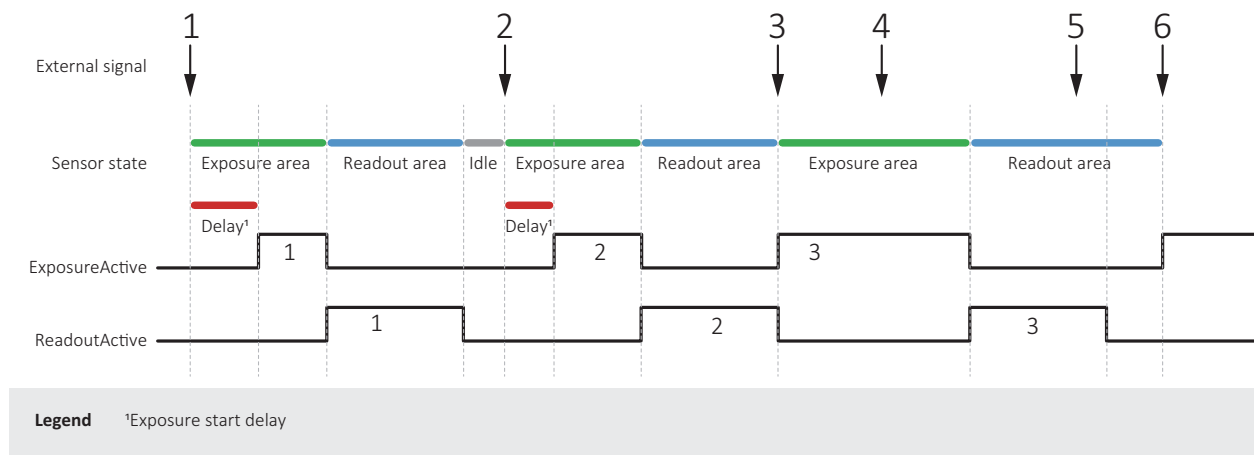 1 2 3 4 5 6
External signal
Sensor state Exposure area Readout area Idle Exposure area Readout area Exposure area Readout area
Delay¹ Delay¹
ExposureActive 1 2 3
ReadoutActive 1 2 3
Legend ¹Exposure start delay